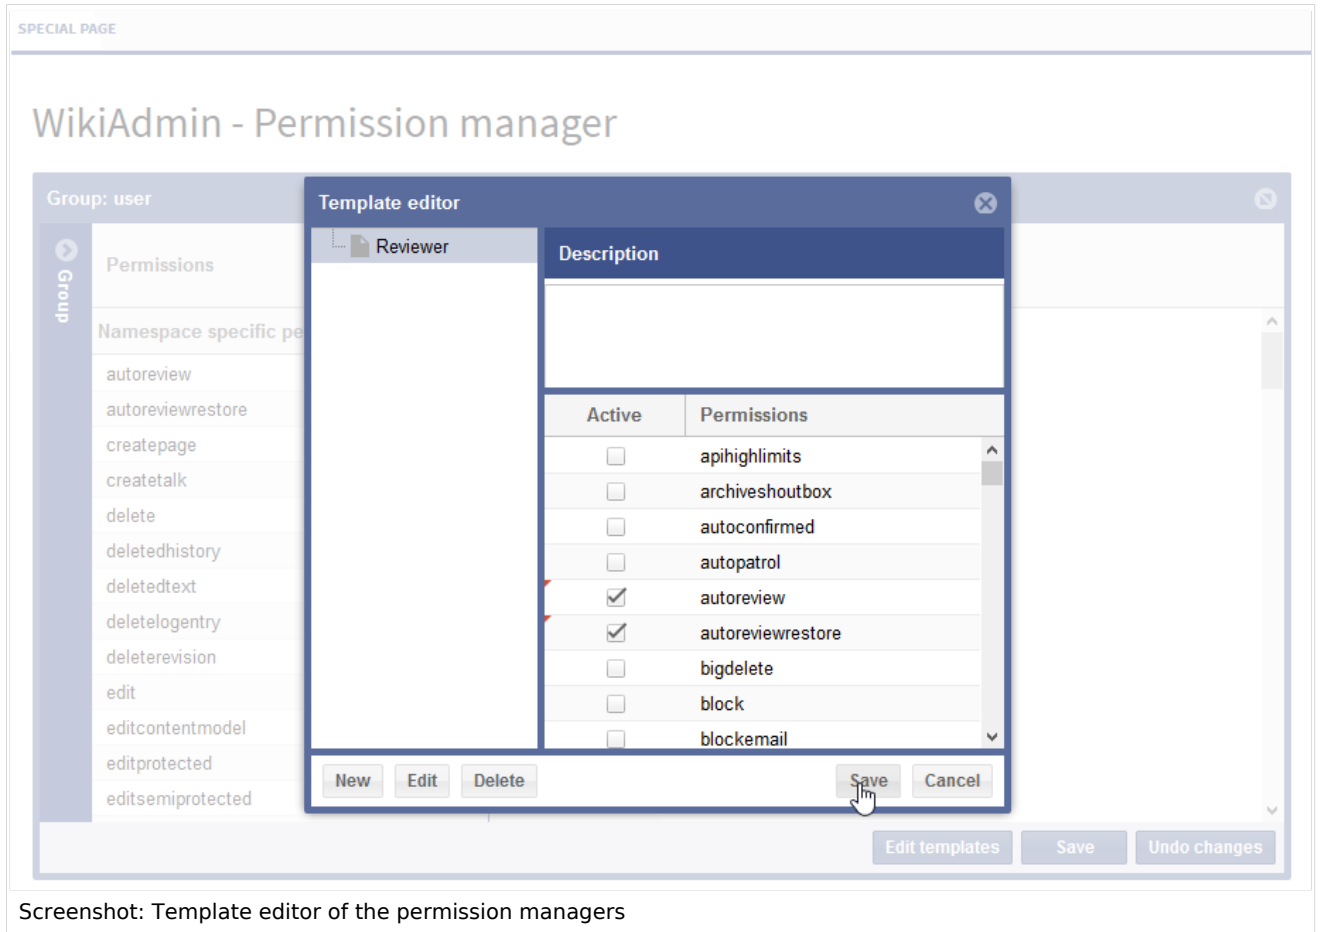 SPECIAL PAGE
WikiAdmin - Permission manager
Group: user
Group
Permissions
Namespace specific pe
autoreview
autoreviewrestore
createpage
createtalk
delete
deletedhistory
deletedtext
deletelogentry
deleterevision
edit
editcontentmodel
editprotected
editsemiprotected
Template editor
Reviewer
Description
Active Permissions
apihighlimits
archiveshoutbox
autoconfirmed
autopatrol
autoreview
autoreviewrestore
bigdelete
block
blockemail
New Edit Delete Save Cancel
Edit templates Save Undo changes
Screenshot: Template editor of the permission managers